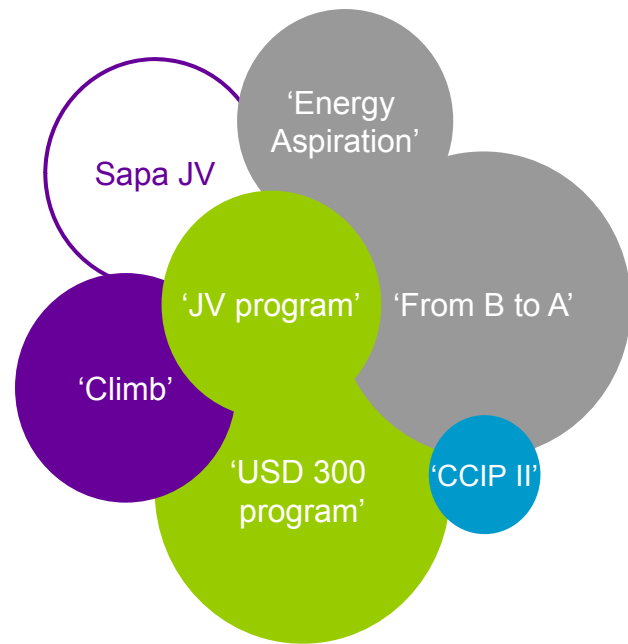 ‘Energy
Aspiration’
Sapa JV
‘JV program’
‘From B to A’
‘Climb’
‘USD 300
program’
‘CCIP II’